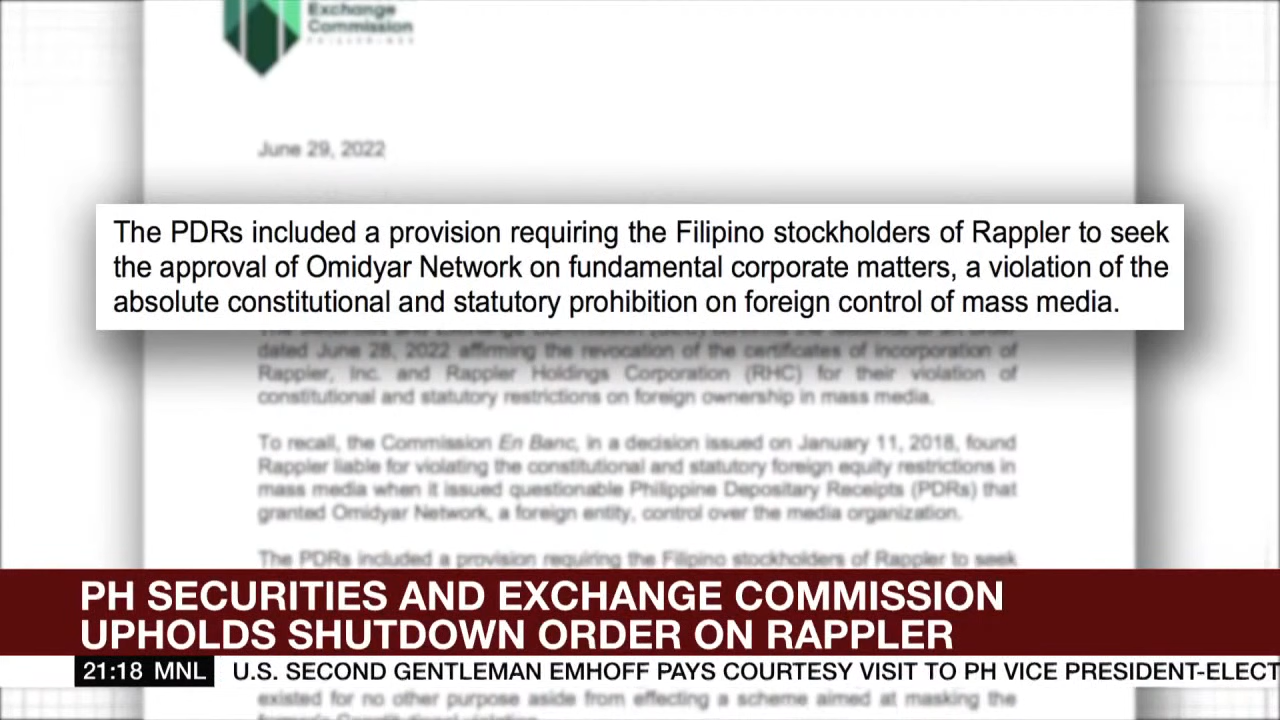 Exchange
Commission
PHILIPPINES
June 29, 2022
The PDRs included a provision requiring the Filipino stockholders of Rappler to seek
the approval of Omidyar Network on fundamental corporate matters, a violation of the
absolute constitutional and statutory prohibition on foreign control of mass media.
dated June 28, 2022 affirming the revocation of the certificates of incorporation of
Rappler, Inc. and Rappler Holdings Corporation (RHC) for their violation of
constitutional and statutory restrictions on foreign ownership in mass media.
To recall, the Commission En Banc, in a decision issued on January 11, 2018, found
Rappler liable for violating the constitutional and statutory foreign equity restrictions in
mass media when it issued questionable Philippine Depositary Receipts (PDRs) that
granted Omidyar Network, a foreign entity, control over the media organization.
The PDRs included a provision requiring the Filipino stockholders of Rappler to seek
PH SECURITIES AND EXCHANGE COMMISSION
UPHOLDS SHUTDOWN ORDER ON RAPPLER
21:18 MNL U.S. SECOND GENTLEMAN EMHOFF PAYS COURTESY VISIT TO PH VICE PRESIDENT-ELECT
existed for no other purpose aside from effecting a scheme aimed at masking the